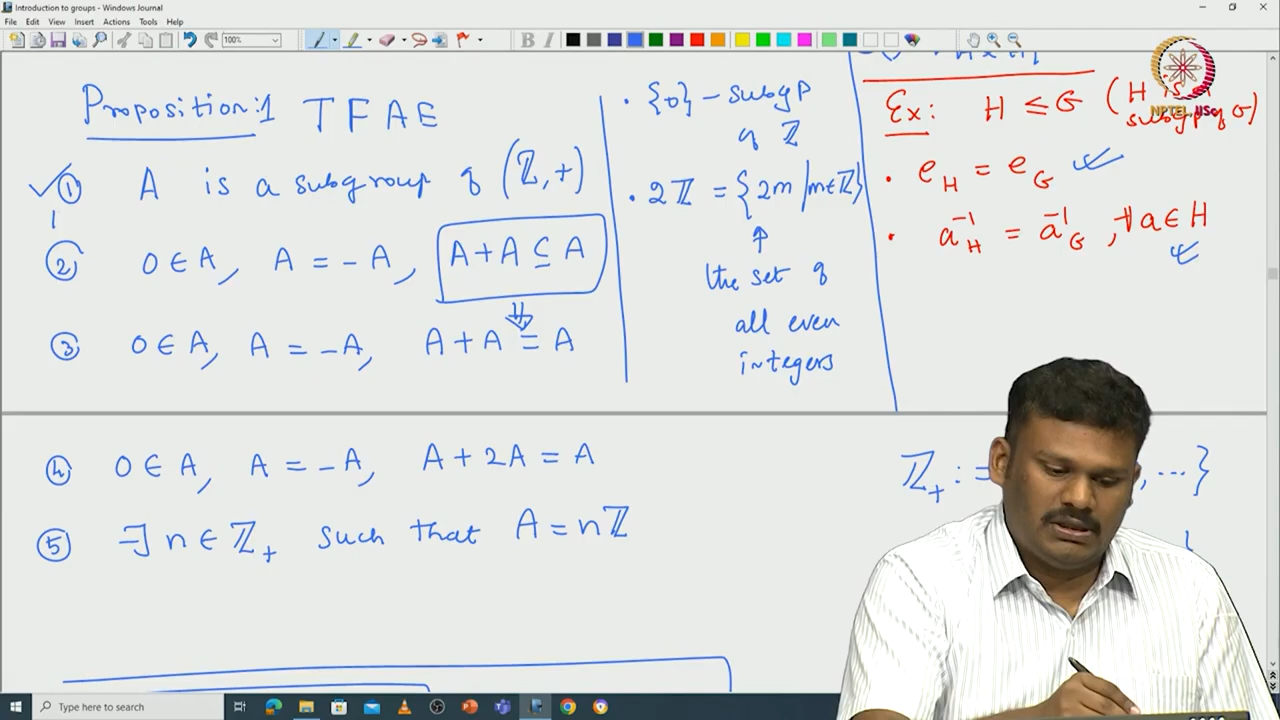 Introduction to groups - Windows Journal
File Edit View Insert Actions Tools Help
100%
B I
Proposition:1 TFAE
① A is a subgroup of (ℤ,+)
② 0 ∈ A, A = -A, A+A ⊆ A
⇓
③ 0 ∈ A, A = -A, A+A = A
④ 0 ∈ A, A = -A, A+2A = A
⑤ ∃ n ∈ ℤ₊ such that A = nℤ
• {0} - subgp
of ℤ
• 2ℤ = {2m | m∈ℤ}
↑
the set of
all even
integers
Ex: H ≤ G (H is a
subgp of G)
• e_H = e_G
• a⁻¹_H = a⁻¹_G, ∀ a ∈ H
ℤ₊ :=
, ...}
NPTEL IISc
Type here to search